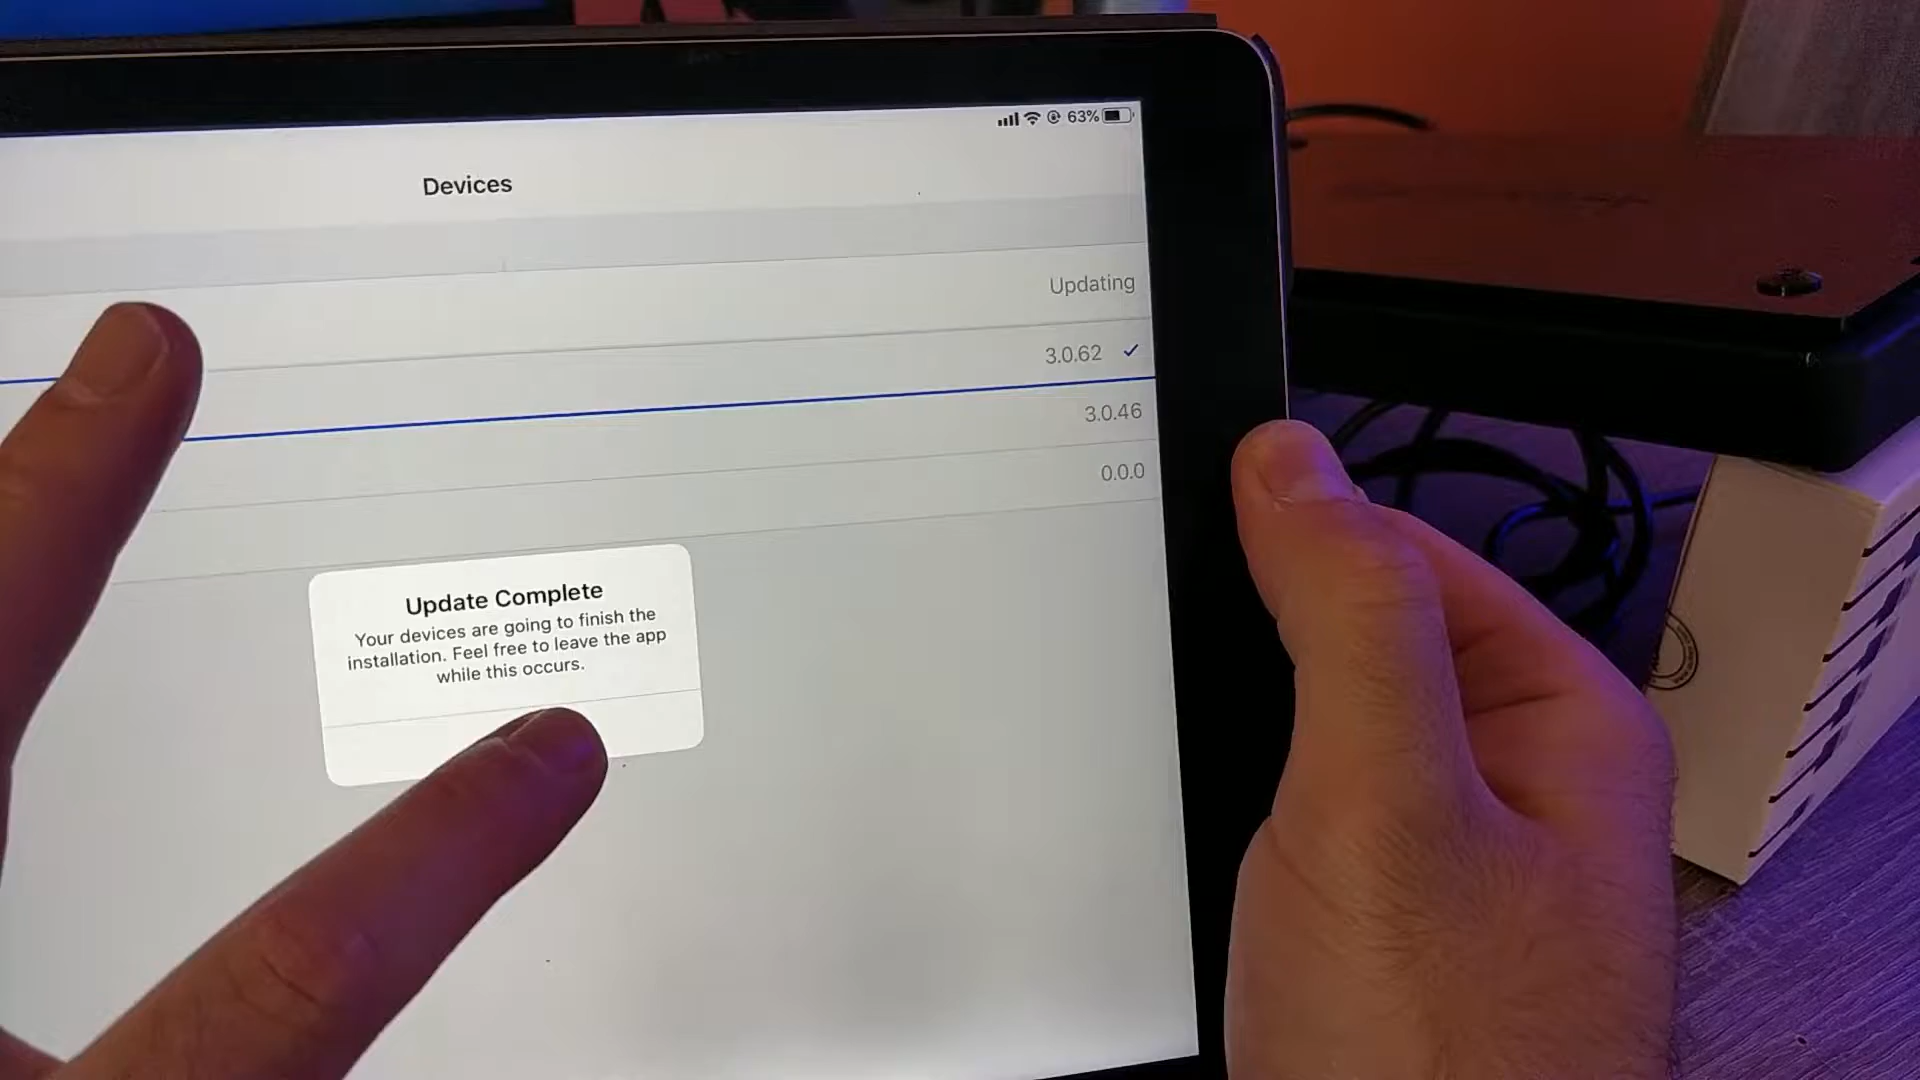 63%
Devices
Updating
3.0.62
3.0.46
0.0.0
Update Complete
Your devices are going to finish the
installation. Feel free to leave the app
while this occurs.